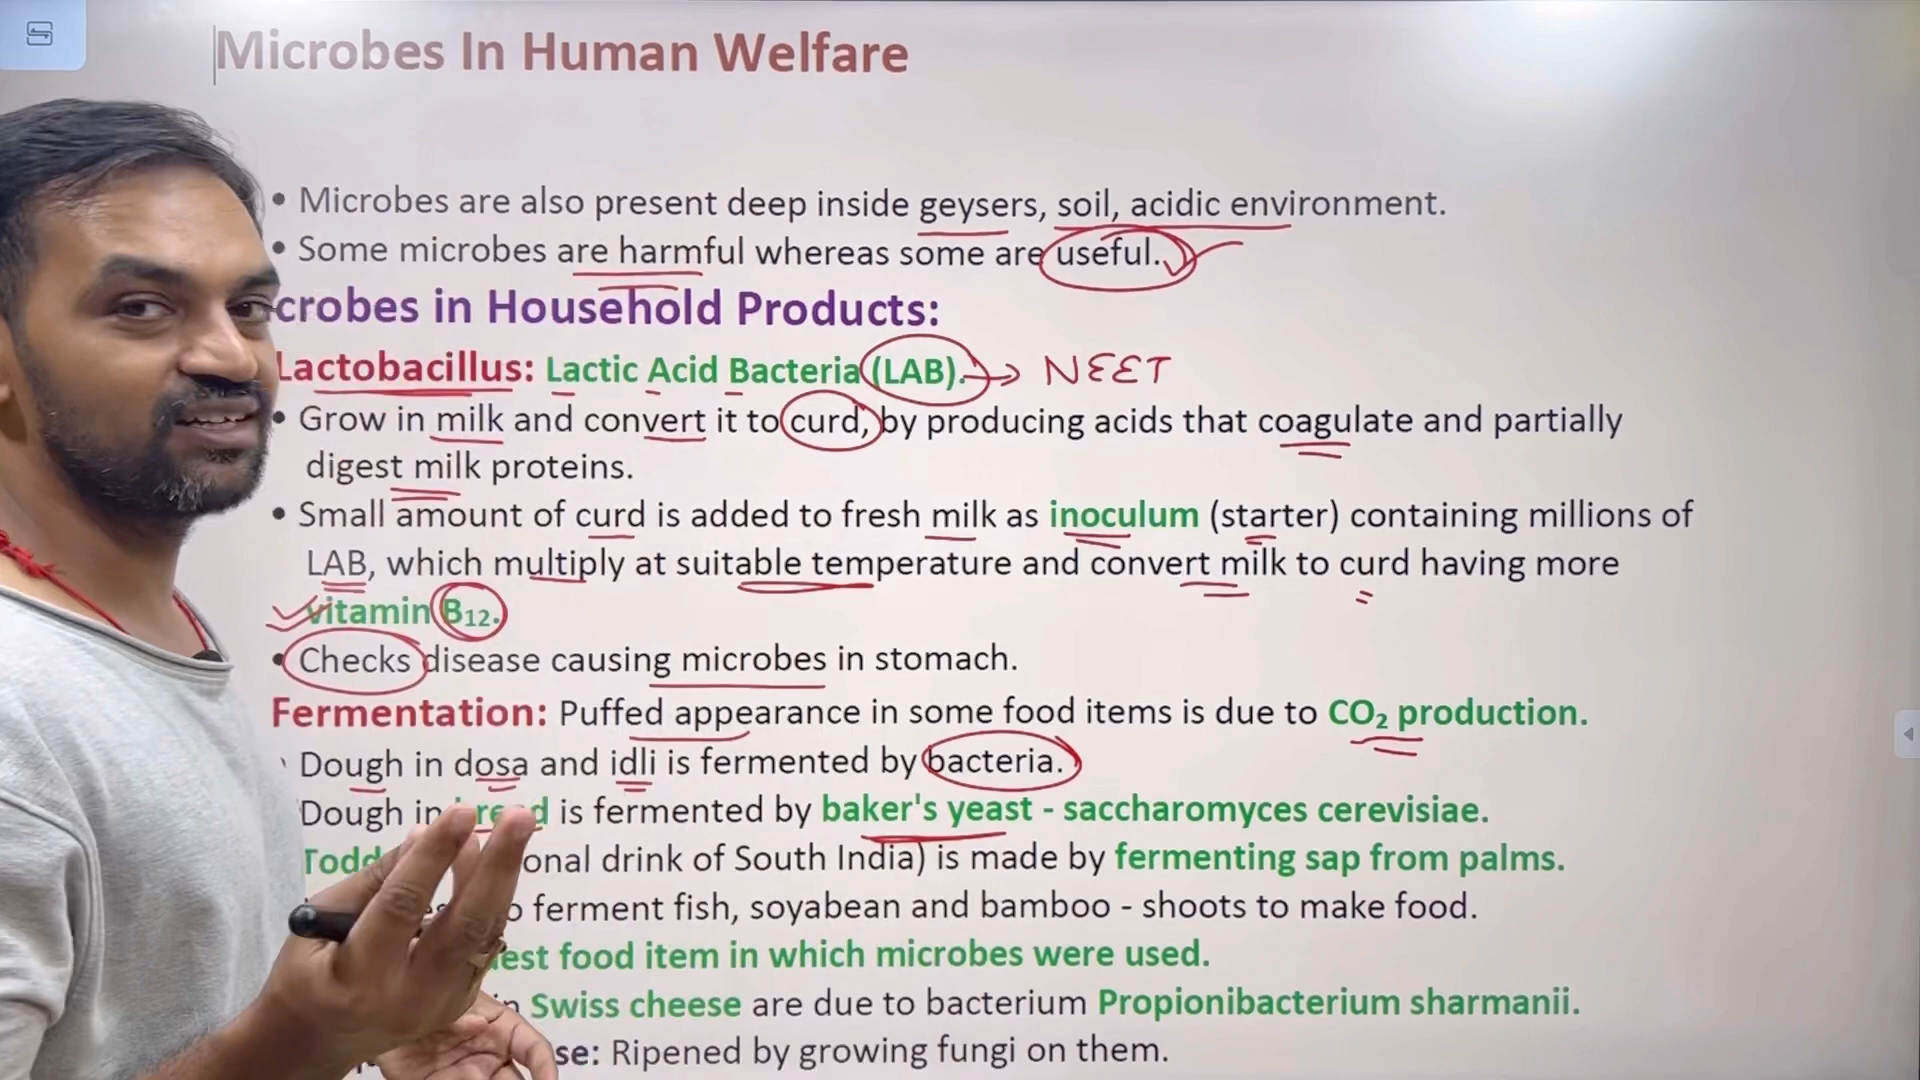 Microbes In Human Welfare
• Microbes are also present deep inside geysers, soil, acidic environment.
• Some microbes are harmful whereas some are useful.
crobes in Household Products:
Lactobacillus: Lactic Acid Bacteria (LAB). → NEET
• Grow in milk and convert it to curd, by producing acids that coagulate and partially
digest milk proteins.
• Small amount of curd is added to fresh milk as inoculum (starter) containing millions of
LAB, which multiply at suitable temperature and convert milk to curd having more
vitamin B₁₂.
• Checks disease causing microbes in stomach.
Fermentation: Puffed appearance in some food items is due to CO₂ production.
Dough in dosa and idli is fermented by bacteria.
Dough in bread is fermented by baker's yeast - saccharomyces cerevisiae.
Todd onal drink of South India) is made by fermenting sap from palms.
ferment fish, soyabean and bamboo - shoots to make food.
est food item in which microbes were used.
Swiss cheese are due to bacterium Propionibacterium sharmanii.
se: Ripened by growing fungi on them.